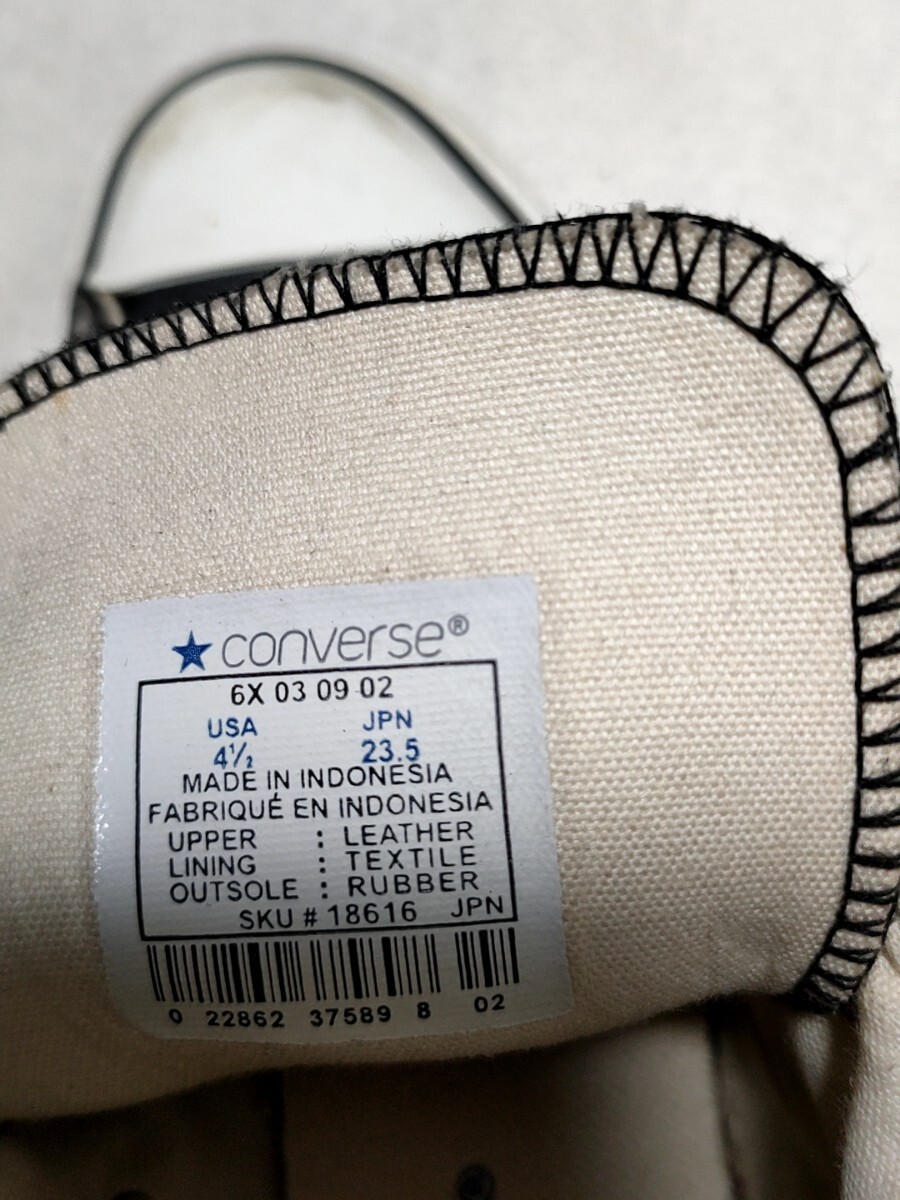 ★ converse®
6X 03 09 02
USA JPN
4½ 23.5
MADE IN INDONESIA
FABRIQUÉ EN INDONESIA
UPPER : LEATHER
LINING : TEXTILE
OUTSOLE : RUBBER
SKU # 18616 JPN
0 22862 37589 8 02